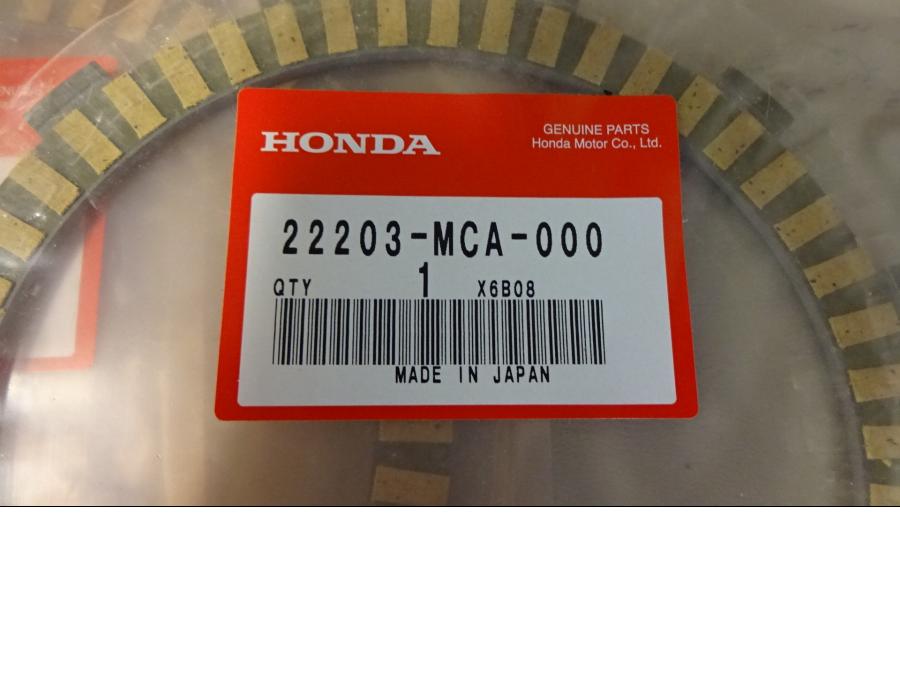 HONDA
GENUINE PARTS
Honda Motor Co., Ltd.
22203-MCA-000
QTY 1 X6B08
MADE IN JAPAN